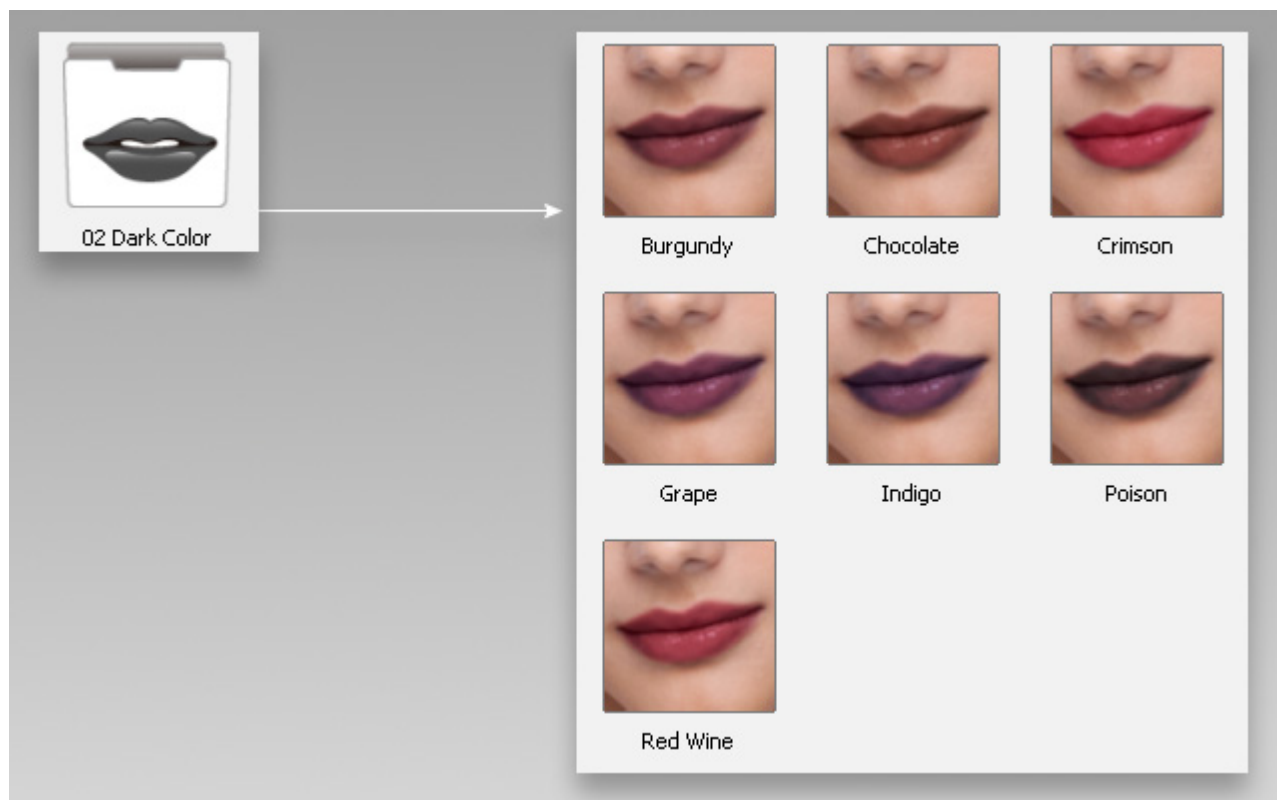 02 Dark Color
Burgundy
Chocolate
Crimson
Grape
Indigo
Poison
Red Wine